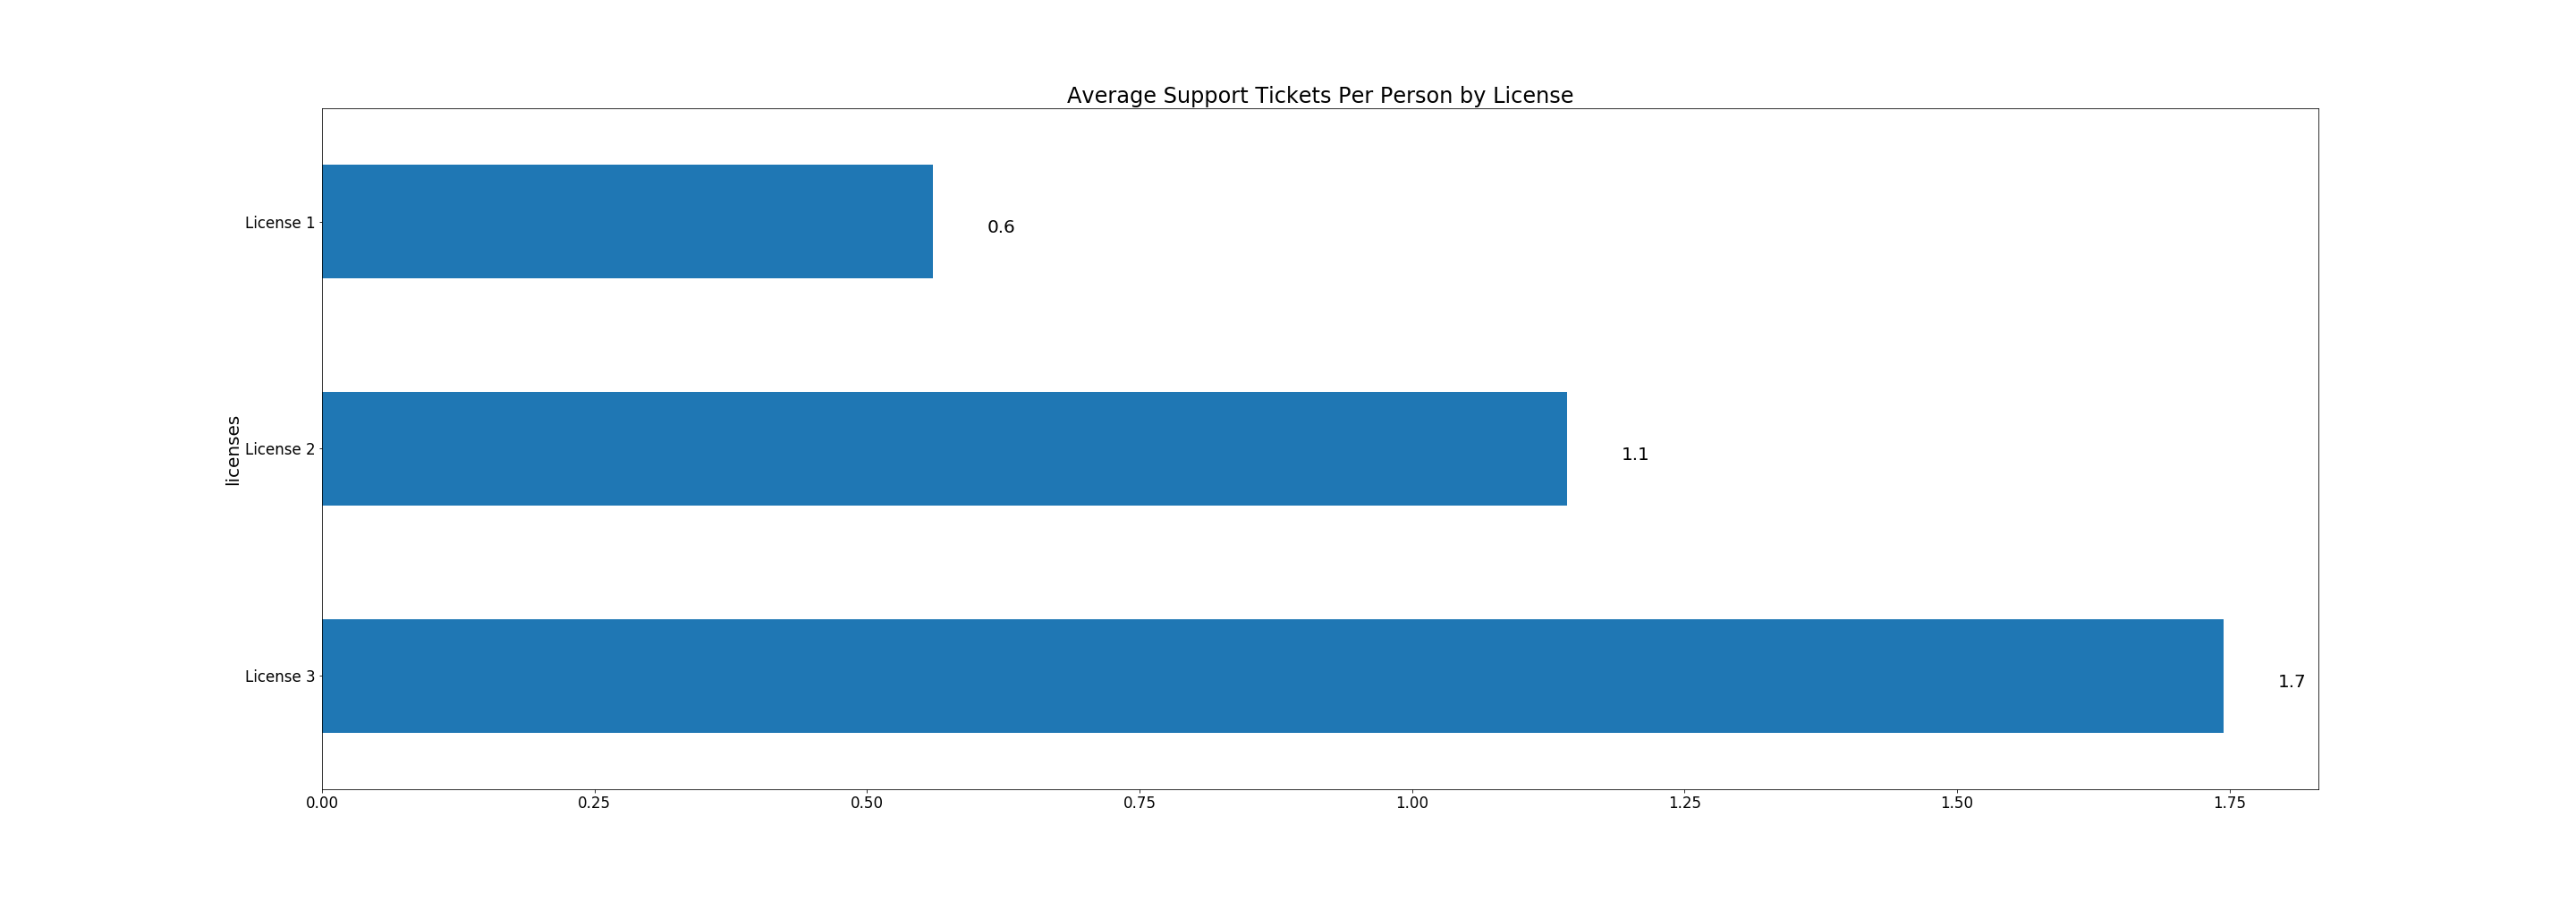 Average Support Tickets Per Person by License
License 1
0.6
licenses
License 2
1.1
License 3
1.7
0.00 0.25 0.50 0.75 1.00 1.25 1.50 1.75